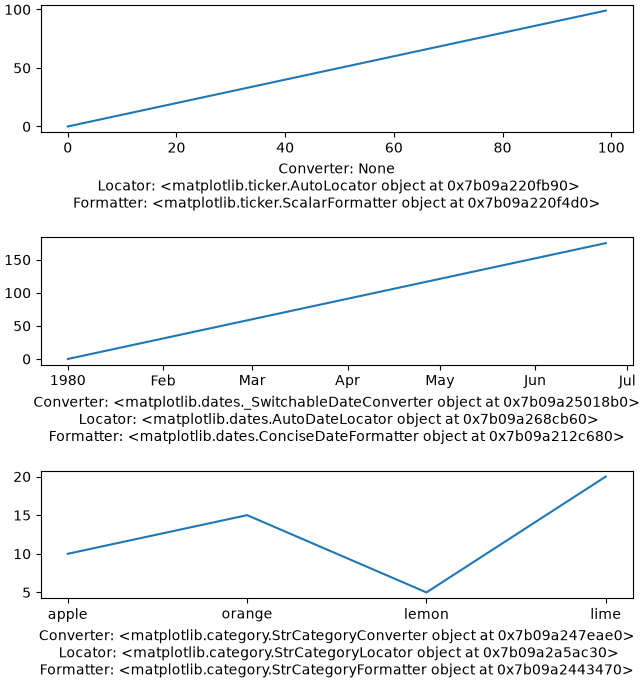 100
50
0
0 20 40 60 80 100
Converter: None
Locator: <matplotlib.ticker.AutoLocator object at 0x7b09a220fb90>
Formatter: <matplotlib.ticker.ScalarFormatter object at 0x7b09a220f4d0>
150
100
50
0
1980 Feb Mar Apr May Jun Jul
Converter: <matplotlib.dates._SwitchableDateConverter object at 0x7b09a25018b0>
Locator: <matplotlib.dates.AutoDateLocator object at 0x7b09a268cb60>
Formatter: <matplotlib.dates.ConciseDateFormatter object at 0x7b09a212c680>
20
15
10
5
apple orange lemon lime
Converter: <matplotlib.category.StrCategoryConverter object at 0x7b09a247eae0>
Locator: <matplotlib.category.StrCategoryLocator object at 0x7b09a2a5ac30>
Formatter: <matplotlib.category.StrCategoryFormatter object at 0x7b09a2443470>